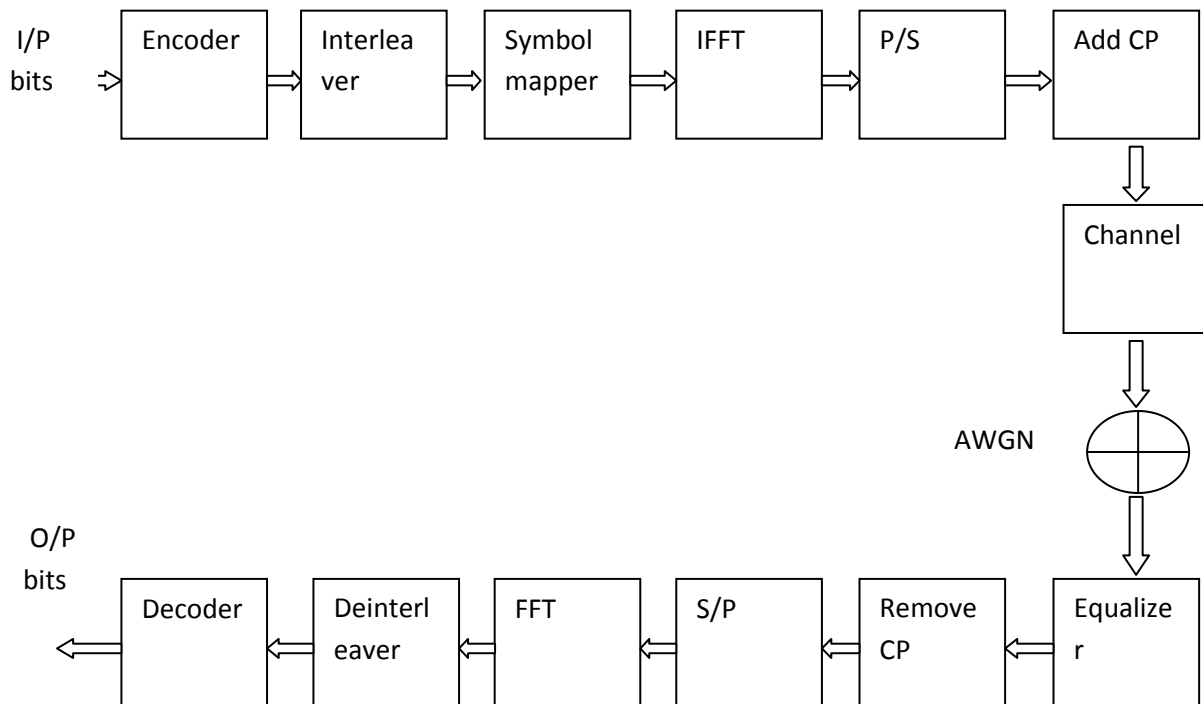 I/P
bits
Encoder
Interlea
ver
Symbol
mapper
IFFT
P/S
Add CP
Channel
AWGN
O/P
bits
Decoder
Deinterl
eaver
FFT
S/P
Remove
CP
Equalize
r